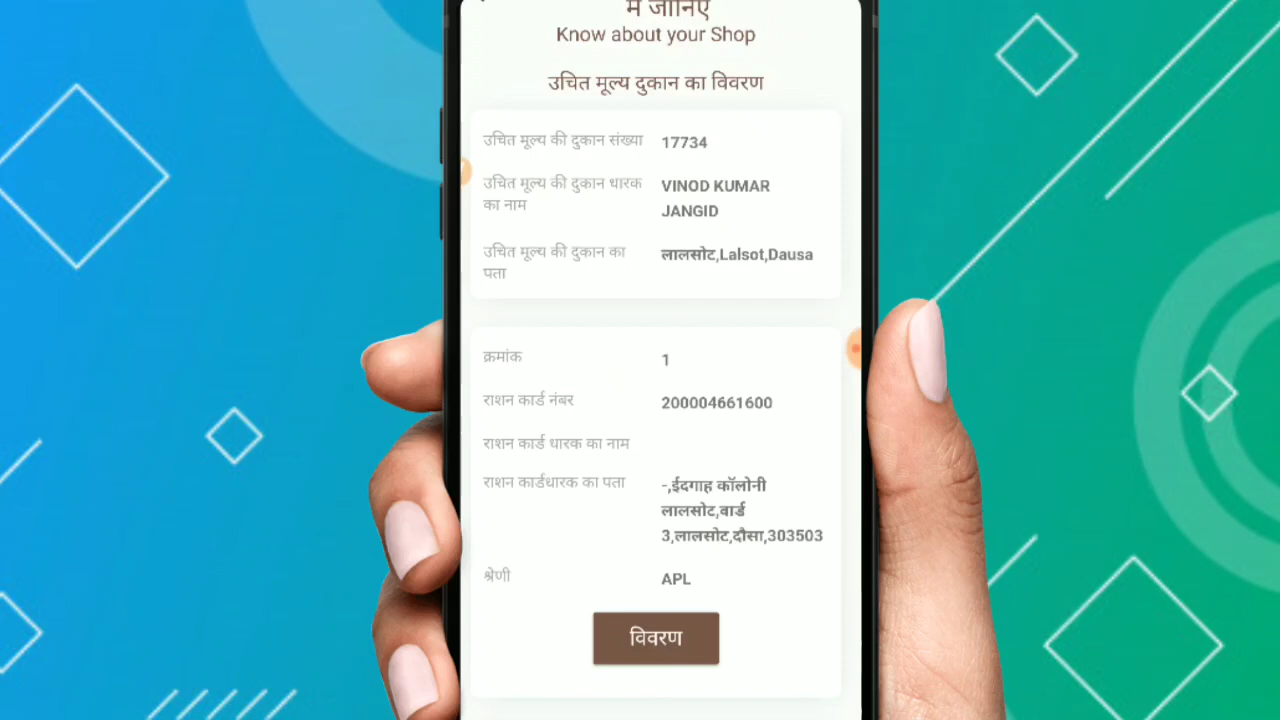 में जानिए
Know about your Shop
उचित मूल्य दुकान का विवरण
उचित मूल्य की दुकान संख्या 17734
उचित मूल्य की दुकान धारक का नाम VINOD KUMAR JANGID
उचित मूल्य की दुकान का पता लालसोट,Lalsot,Dausa
क्रमांक 1
राशन कार्ड नंबर 200004661600
राशन कार्ड धारक का नाम
राशन कार्डधारक का पता -,ईदगाह कॉलोनी
लालसोट,वार्ड
3,लालसोट,दौसा,303503
श्रेणी APL
विवरण